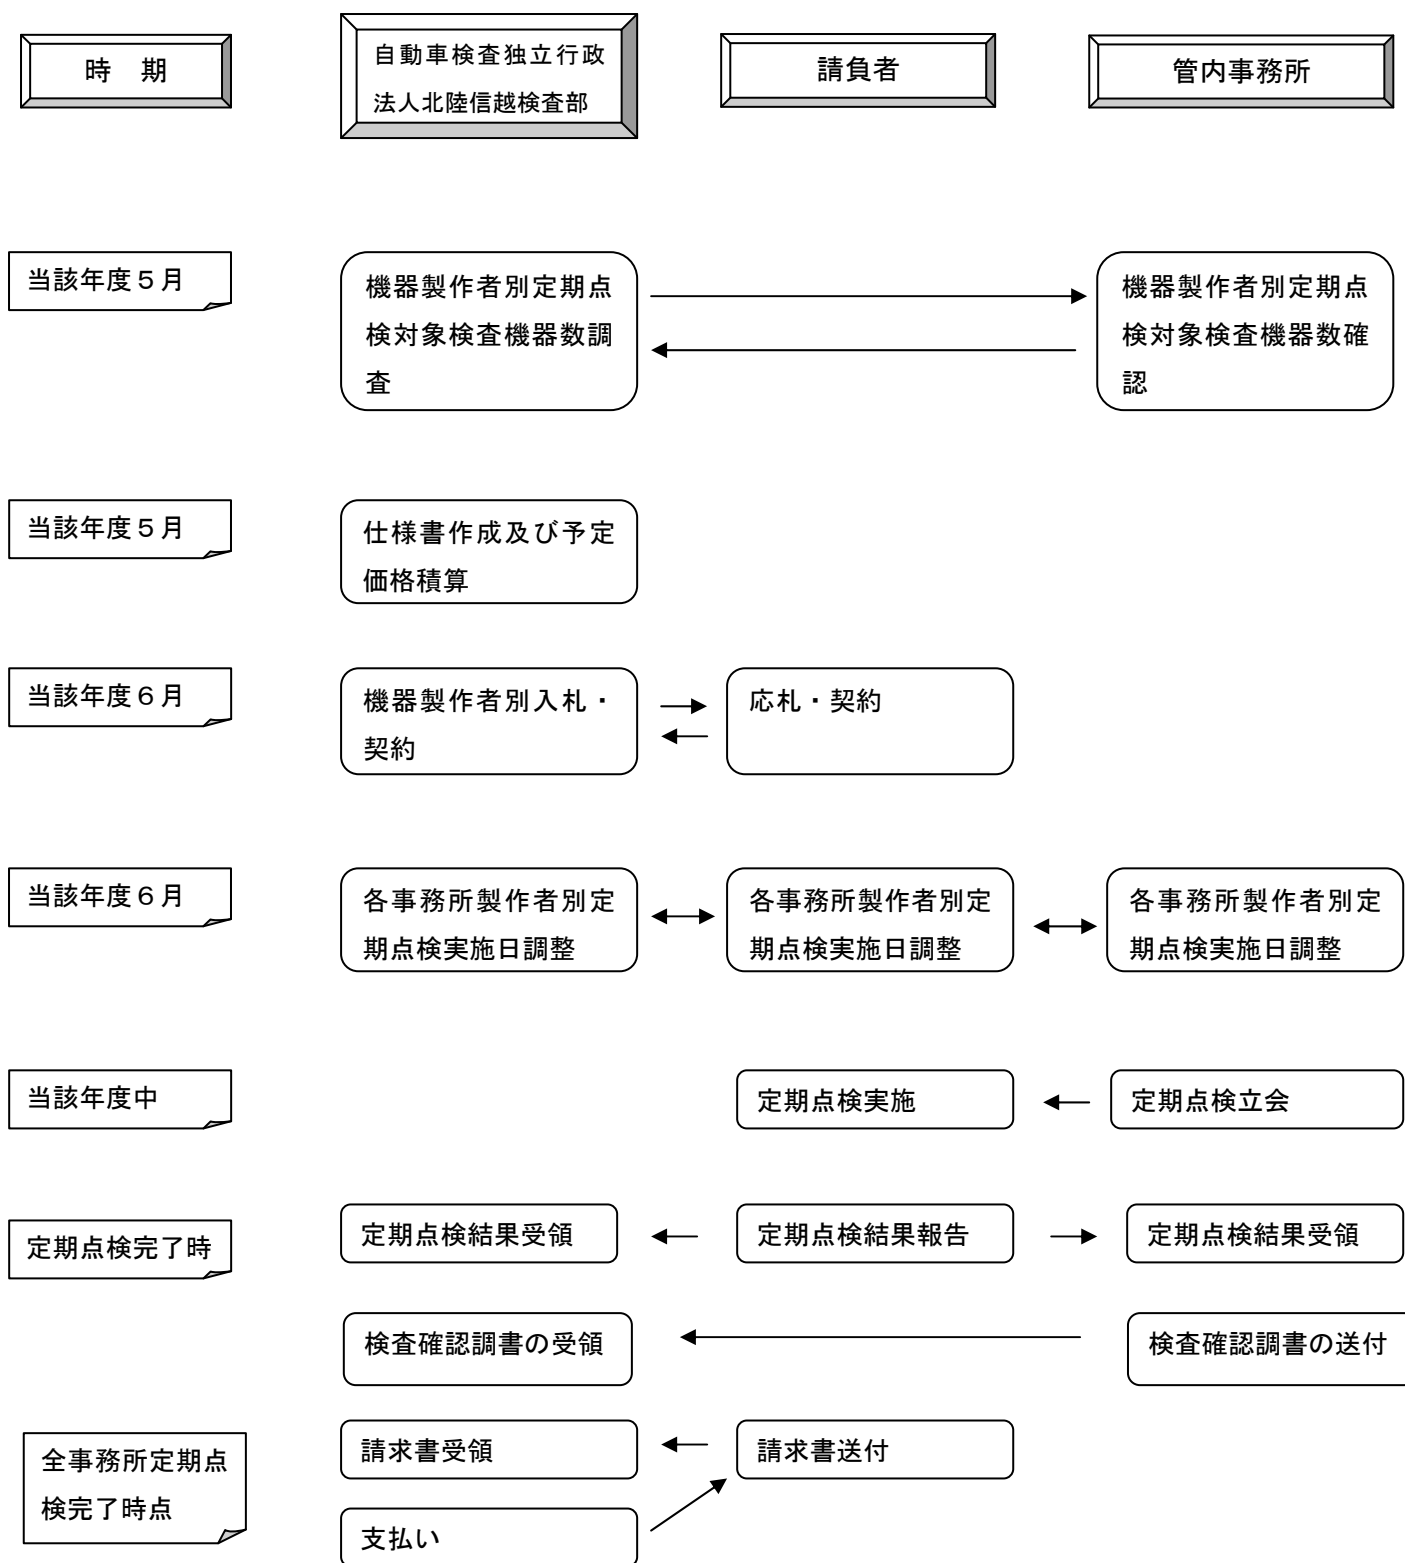 時　期
自動車検査独立行政
法人北陸信越検査部
請負者
管内事務所
当該年度５月
機器製作者別定期点
検対象検査機器数調
査
機器製作者別定期点
検対象検査機器数確
認
当該年度５月
仕様書作成及び予定
価格積算
当該年度６月
機器製作者別入札・
契約
応札・契約
当該年度６月
各事務所製作者別定
期点検実施日調整
各事務所製作者別定
期点検実施日調整
各事務所製作者別定
期点検実施日調整
当該年度中
定期点検実施
定期点検立会
定期点検完了時
定期点検結果受領
定期点検結果報告
定期点検結果受領
検査確認調書の受領
検査確認調書の送付
全事務所定期点
検完了時点
請求書受領
請求書送付
支払い